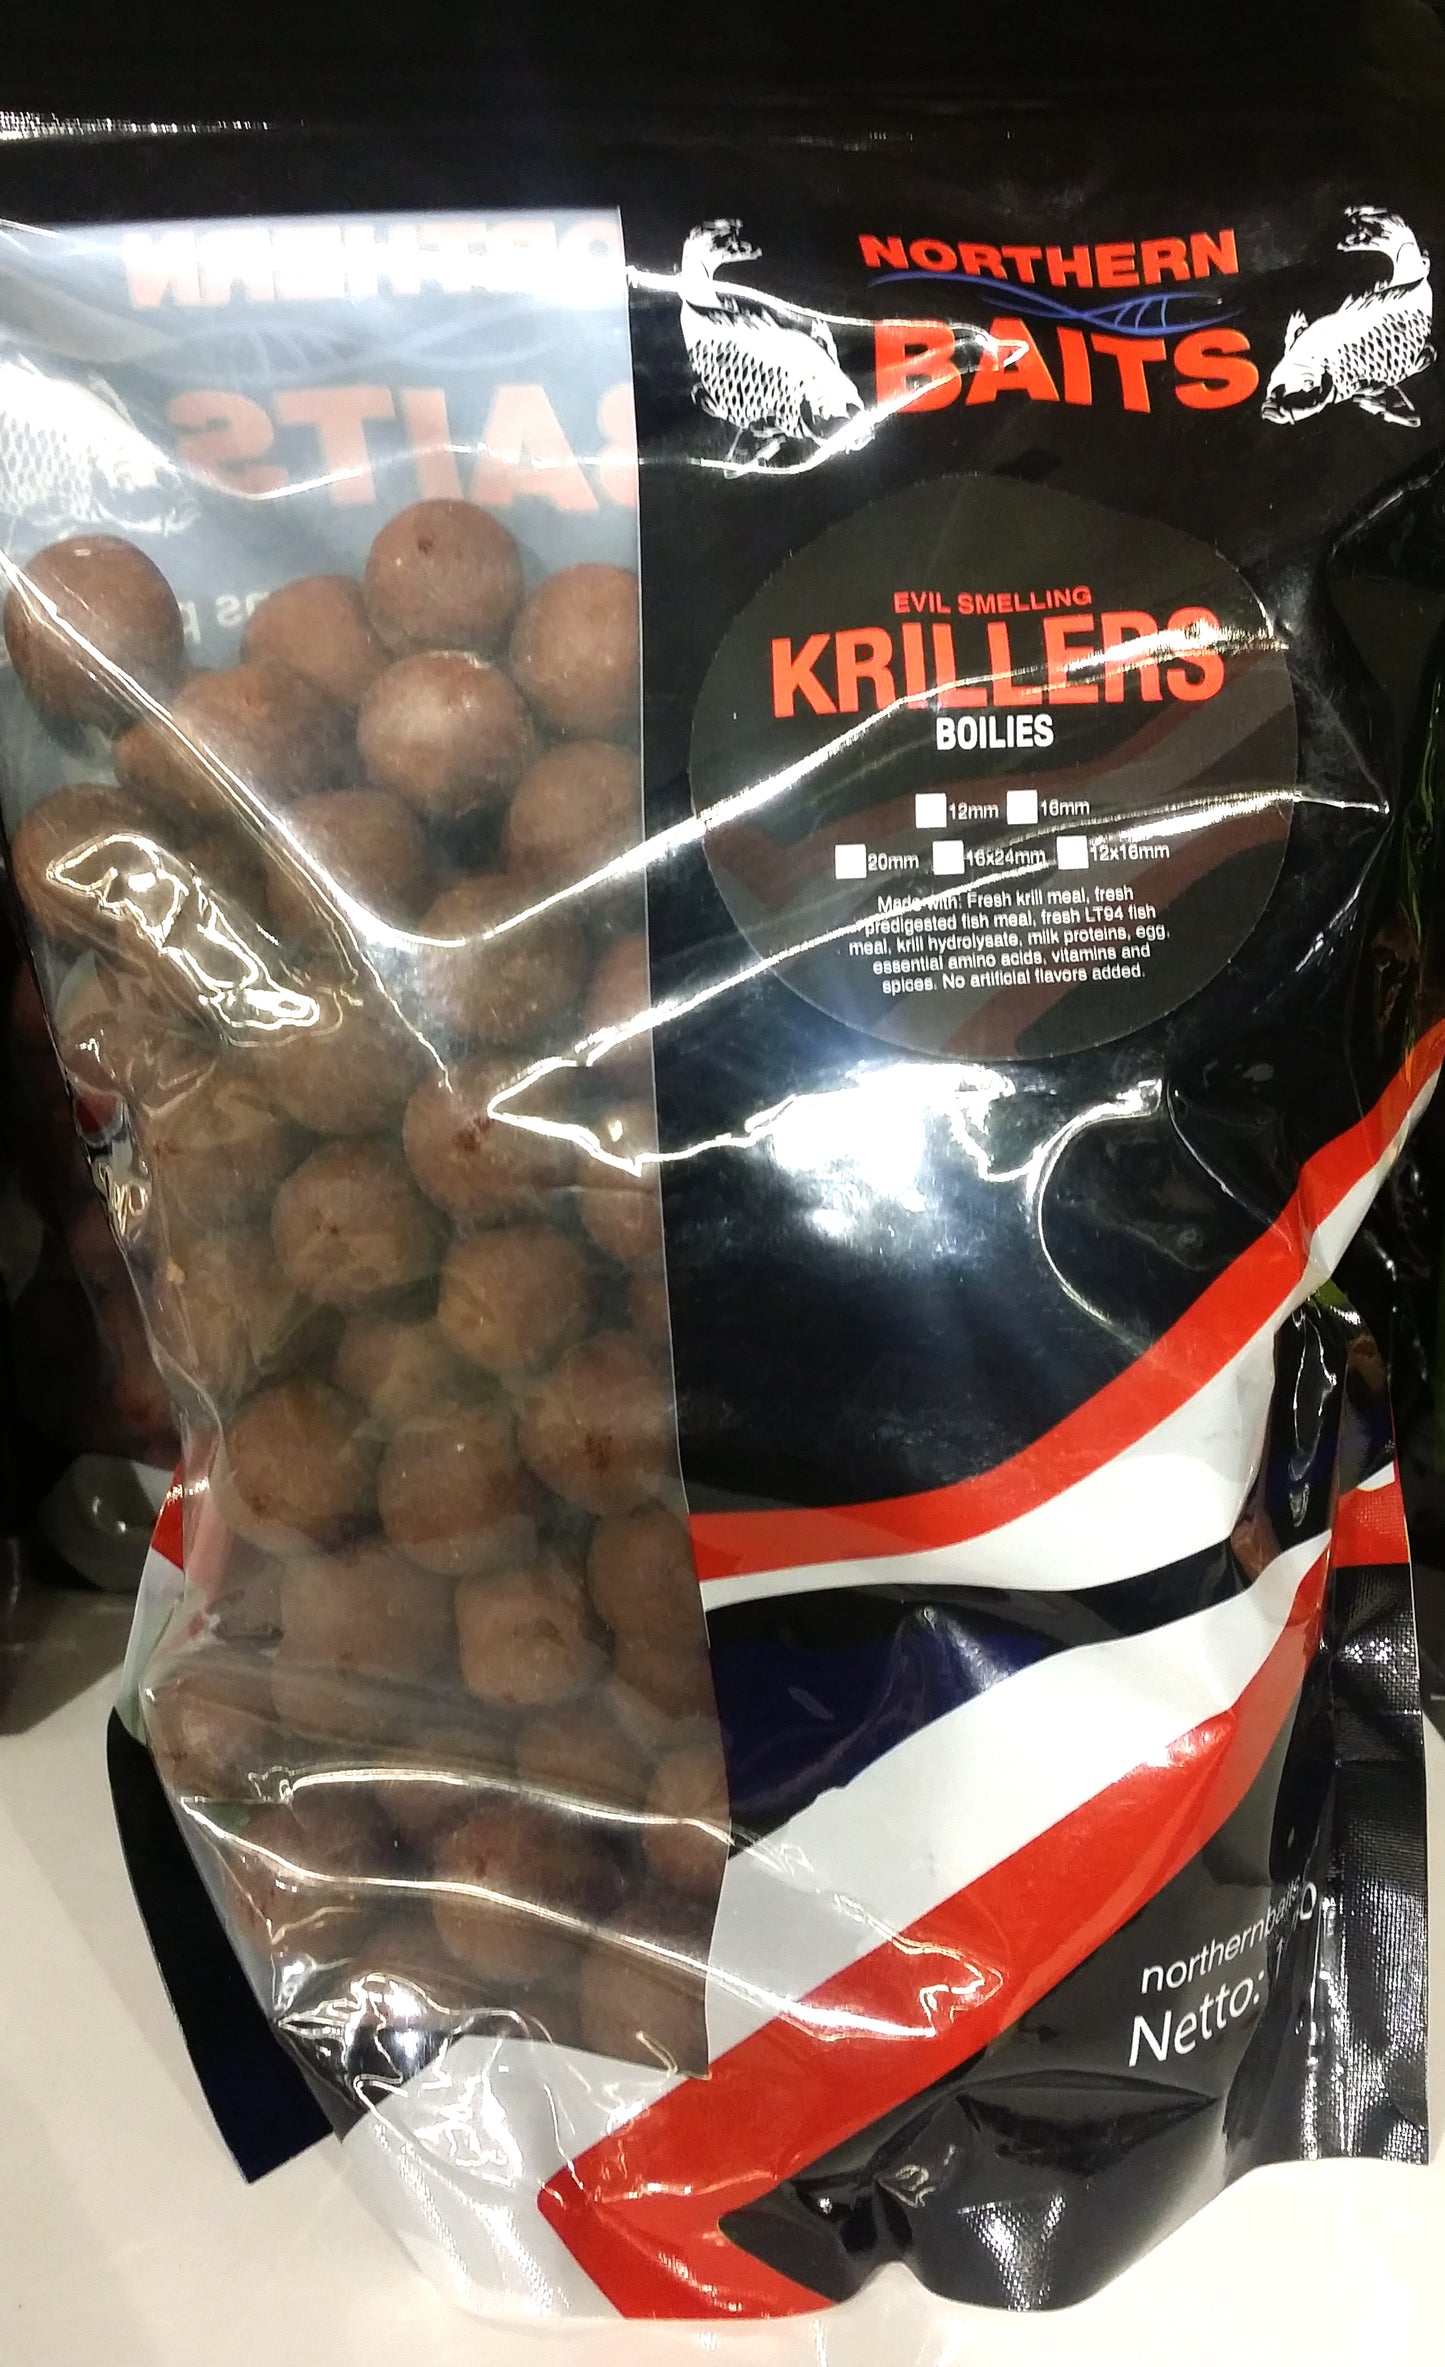 NORTHERN
BAITS
EVIL SMELLING
KRILLERS
BOILIES
12mm 16mm
20mm 16x24mm 12x16mm
Made with: Fresh krill meal, fresh
predigested fish meal, fresh LT94 fish
meal, krill hydrolysate, milk proteins, egg,
essential amino acids, vitamins and
spices. No artificial flavors added.
Netto:
NORTHERN
BAITS